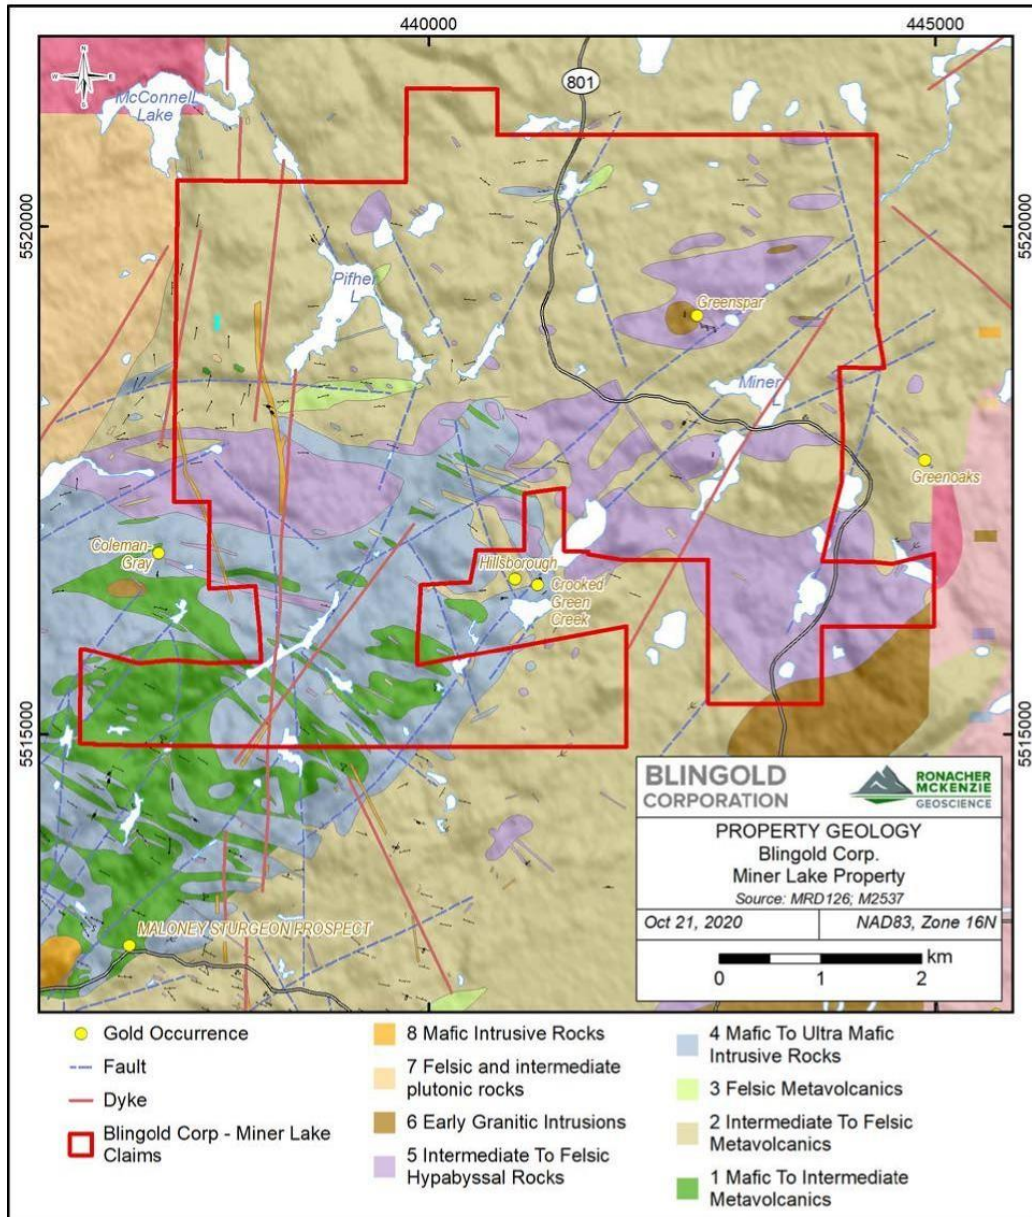 440000
445000
N
W
E
S
801
McConnell
Lake
5520000
5520000
Pifher
L
Greenspar
Miner
L
Greenoaks
Coleman-
Gray
Hillsborough
Crooked
Green
Creek
5515000
5515000
MALONEY STURGEON PROSPECT
BLINGOLD
CORPORATION
RONACHER
MCKENZIE
GEOSCIENCE
PROPERTY GEOLOGY
Blingold Corp.
Miner Lake Property
Source: MRD126; M2537
Oct 21, 2020
NAD83, Zone 16N
km
0 1 2
Gold Occurrence
Fault
Dyke
Blingold Corp - Miner Lake
Claims
8 Mafic Intrusive Rocks
7 Felsic and intermediate
plutonic rocks
6 Early Granitic Intrusions
5 Intermediate To Felsic
Hypabyssal Rocks
4 Mafic To Ultra Mafic
Intrusive Rocks
3 Felsic Metavolcanics
2 Intermediate To Felsic
Metavolcanics
1 Mafic To Intermediate
Metavolcanics